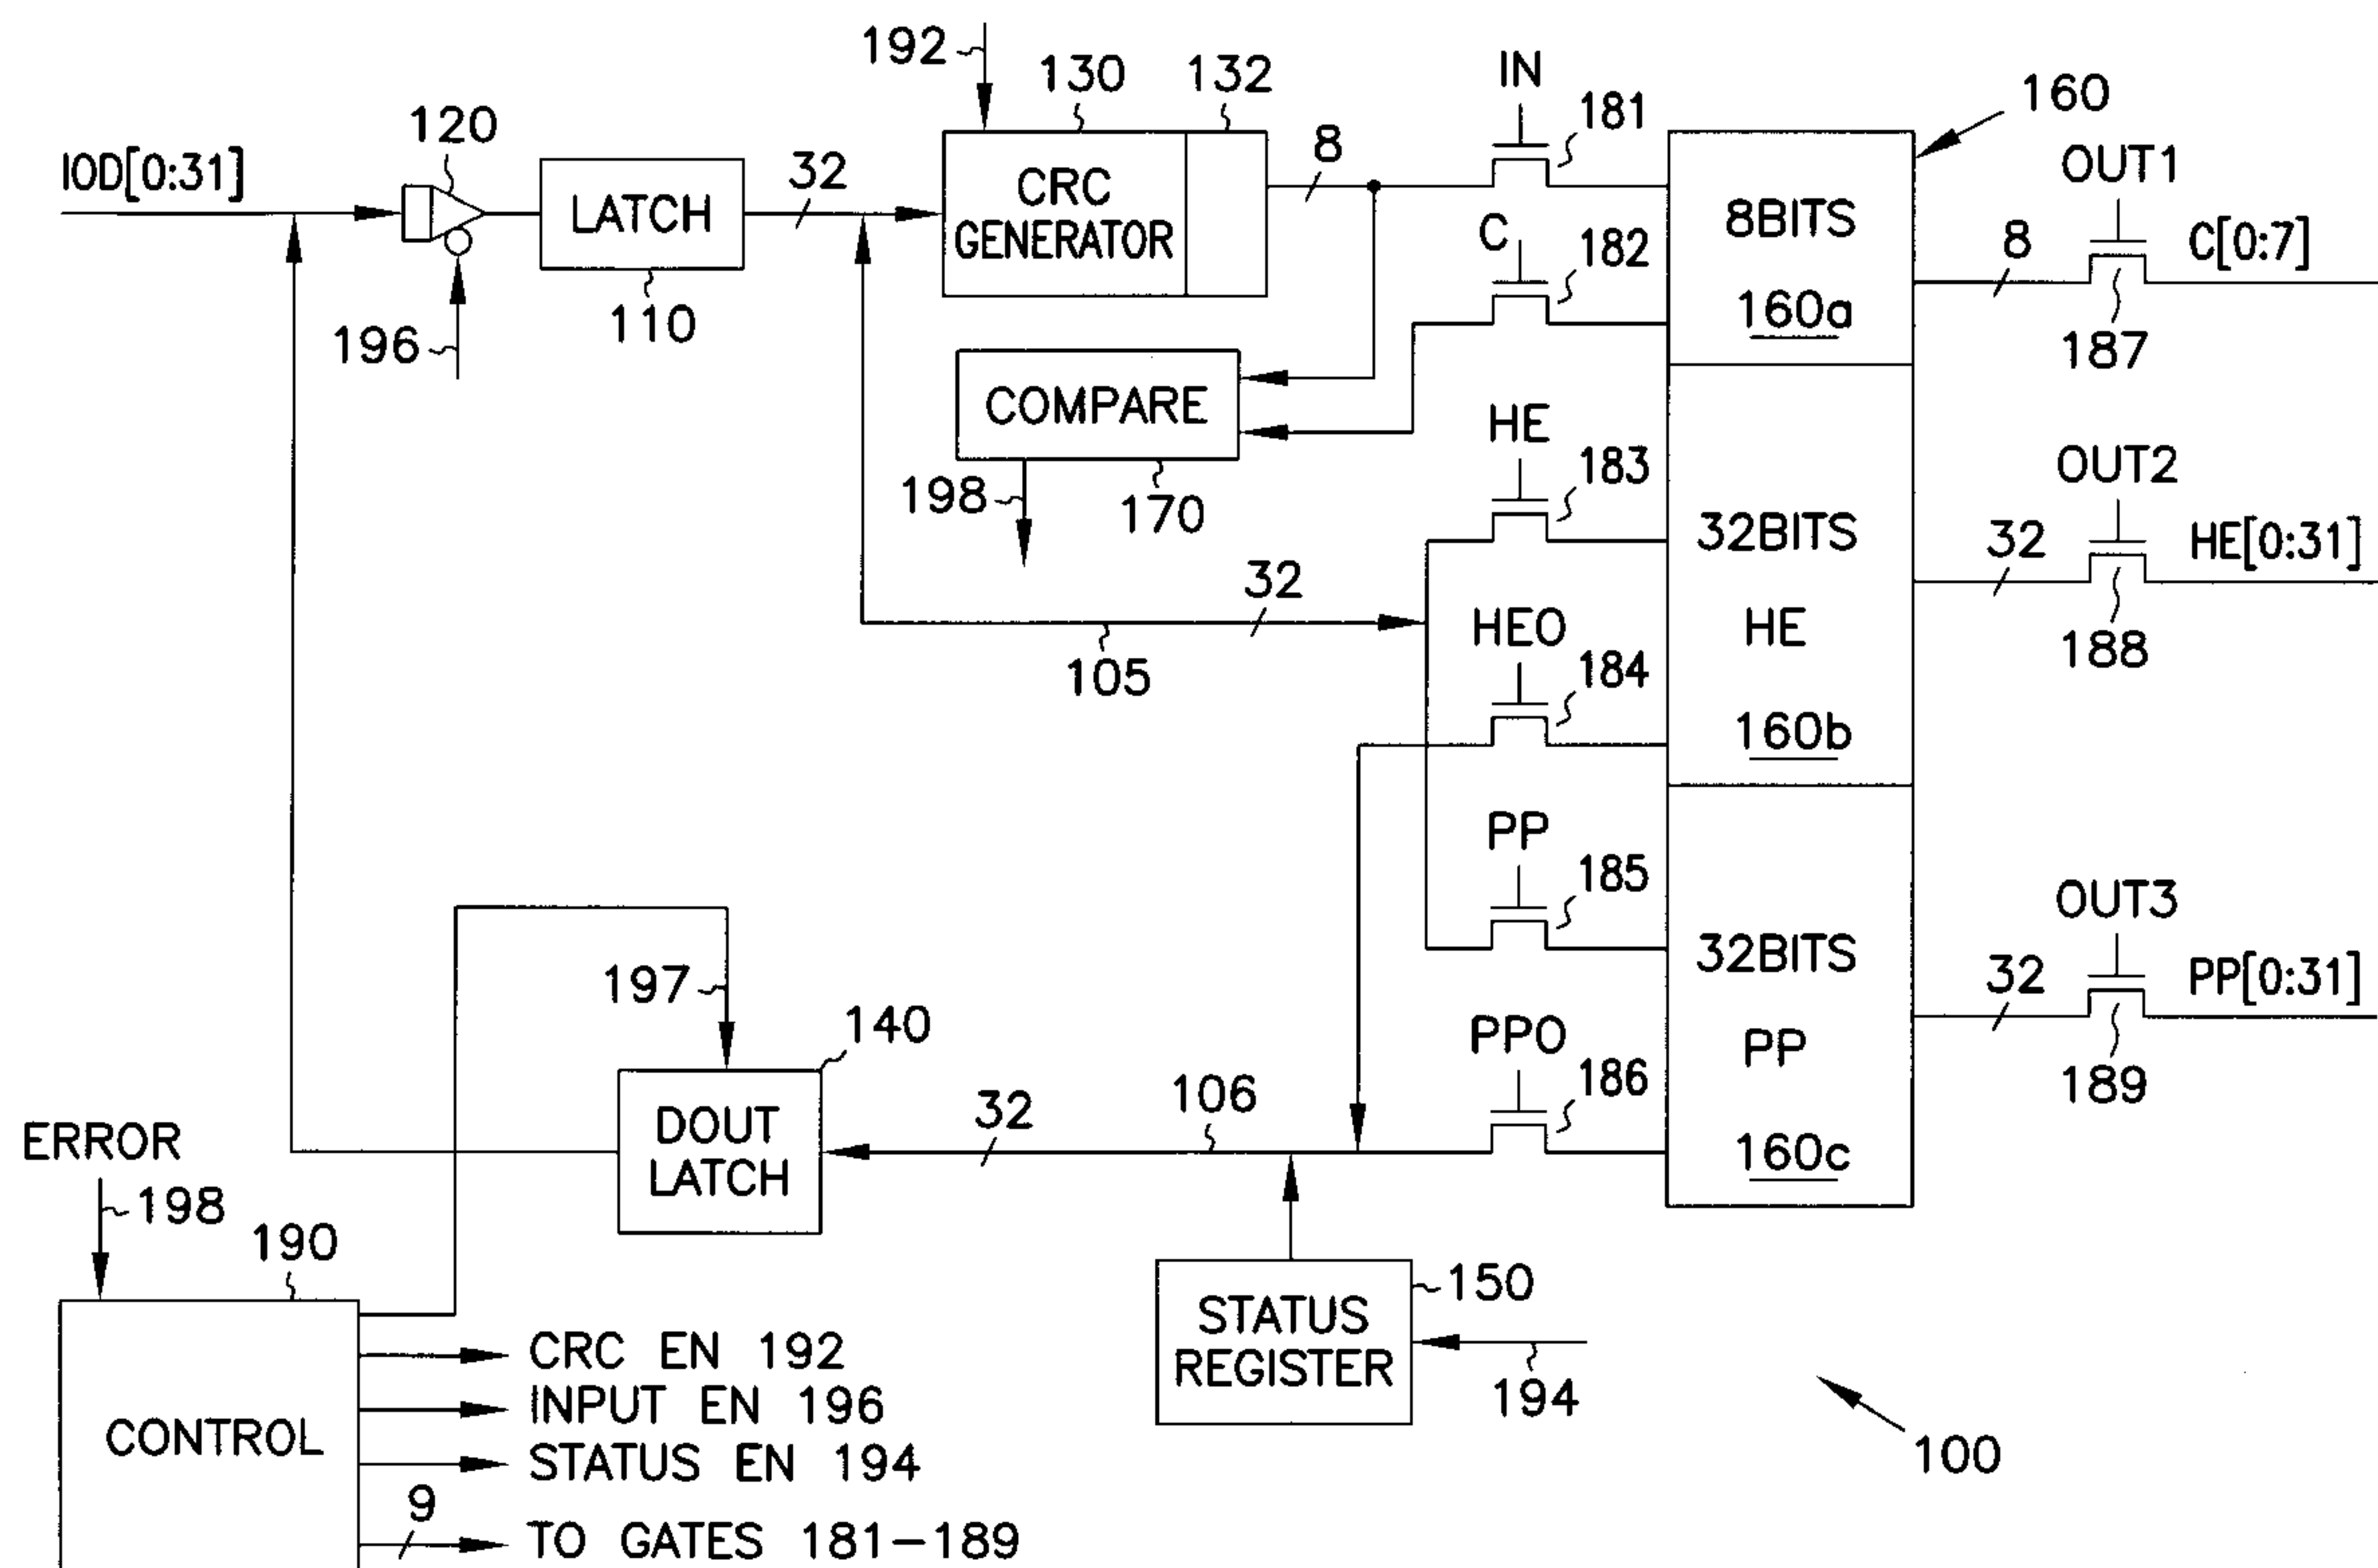 192
130
132
IN
181
160
120
IOD[0:31]
LATCH
32
110
196
CRC
GENERATOR
8
C
182
8BITS
160a
OUT1
8
C[0:7]
187
COMPARE
198
170
HE
183
32BITS
HE
160b
OUT2
32
HE[0:31]
188
32
105
HEO
184
PP
185
32BITS
PP
160c
OUT3
32
PP[0:31]
189
197
140
DOUT
LATCH
32
106
PPO
186
ERROR
198
190
CONTROL
CRC EN 192
INPUT EN 196
STATUS EN 194
9
TO GATES 181-189
STATUS
REGISTER
150
194
100